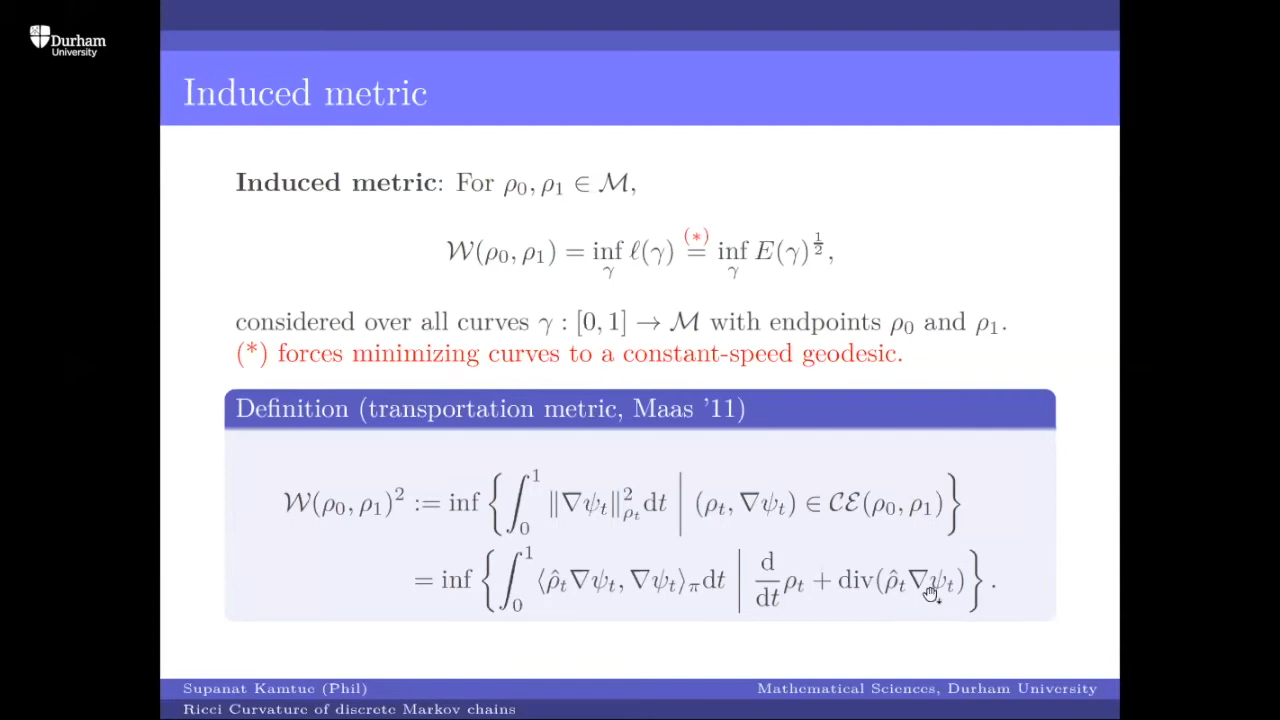 Durham
University
Induced metric
Induced metric: For ρ₀, ρ₁ ∈ ℳ,
𝒲(ρ₀, ρ₁) = inf_γ ℓ(γ) =^(*) inf_γ E(γ)^{1/2},
considered over all curves γ : [0, 1] → ℳ with endpoints ρ₀ and ρ₁.
(*) forces minimizing curves to a constant-speed geodesic.
Definition (transportation metric, Maas '11)
𝒲(ρ₀, ρ₁)² := inf { ∫₀¹ ‖∇ψₜ‖²_{ρₜ} dt | (ρₜ, ∇ψₜ) ∈ 𝒞ℰ(ρ₀, ρ₁) }
= inf { ∫₀¹ ⟨ρ̂ₜ∇ψₜ, ∇ψₜ⟩_π dt | d/dt ρₜ + div(ρ̂ₜ∇ψₜ) } .
Supanat Kamtue (Phil) Mathematical Sciences, Durham University
Ricci Curvature of discrete Markov chains